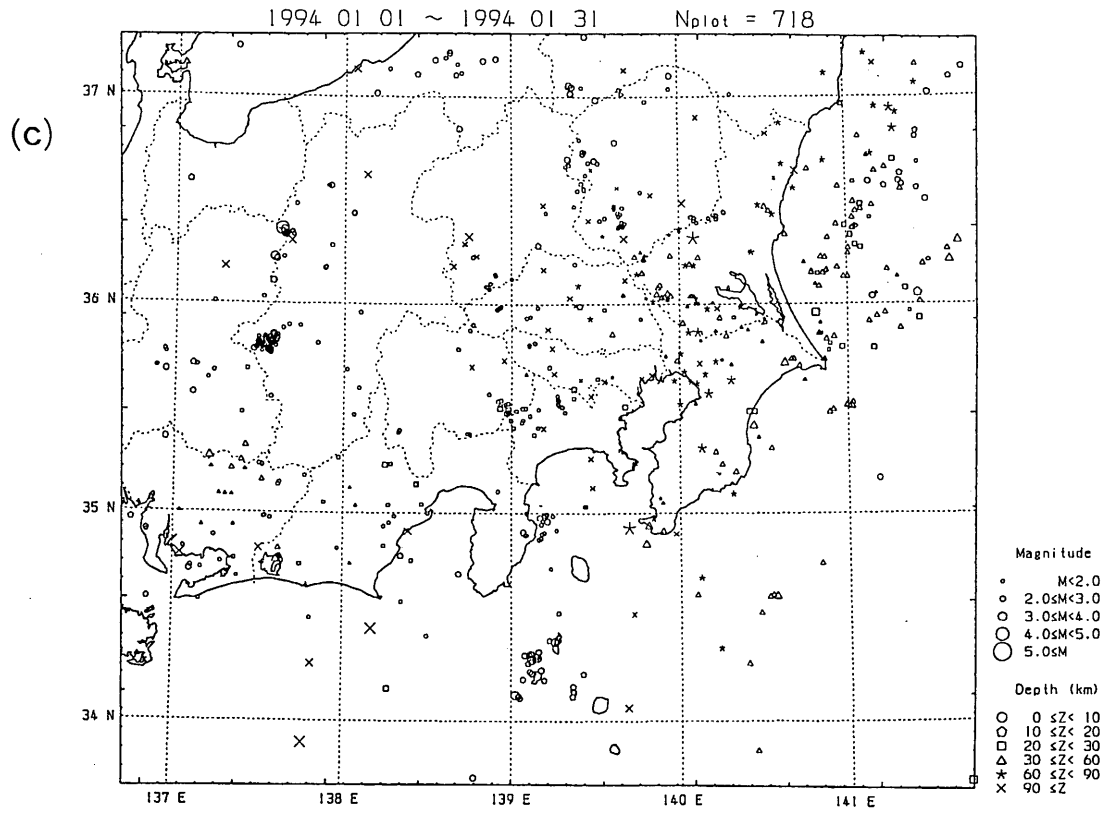 1994 01 01 ~ 1994 01 31 Nplot = 718
(c)
37 N
36 N
35 N
34 N
137 E 138 E 139 E 140 E 141 E
Magnitude
M<2.0
2.0≤M<3.0
3.0≤M<4.0
4.0≤M<5.0
5.0≤M
Depth (km)
0 ≤Z< 10
10 ≤Z< 20
20 ≤Z< 30
30 ≤Z< 60
60 ≤Z< 90
90 ≤Z